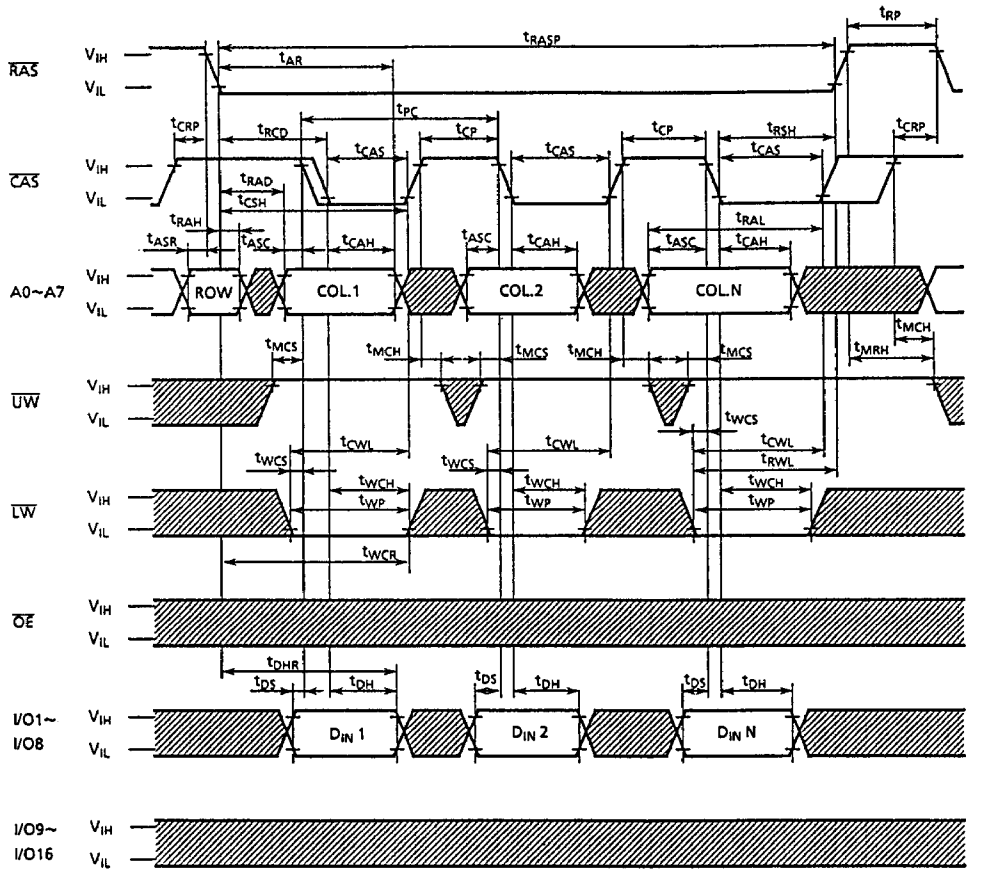 tRP
tRASP
RAS
VIH
VIL
tAR
tPC
tCRP
tRCD
tCP
tCP
tRSH
tCRP
CAS
VIH
VIL
tCAS
tCAS
tCAS
tRAD
tCSH
tRAH
tRAL
tASR
tASC
tCAH
tASC
tCAH
tASC
tCAH
A0~A7
VIH
VIL
ROW
COL.1
COL.2
COL.N
tMCS
tMCH
tMCS
tMCH
tMCS
tMCH
tMRH
UW
VIH
VIL
tWCS
tCWL
tCWL
tCWL
tWCS
tWCS
tRWL
tWCH
tWCH
tWCH
LW
VIH
VIL
tWP
tWP
tWP
tWCR
OE
VIH
VIL
tDHR
tDS
tDH
tDS
tDH
tDS
tDH
I/O1~
I/O8
VIH
VIL
DIN 1
DIN 2
DIN N
I/O9~
I/O16
VIH
VIL